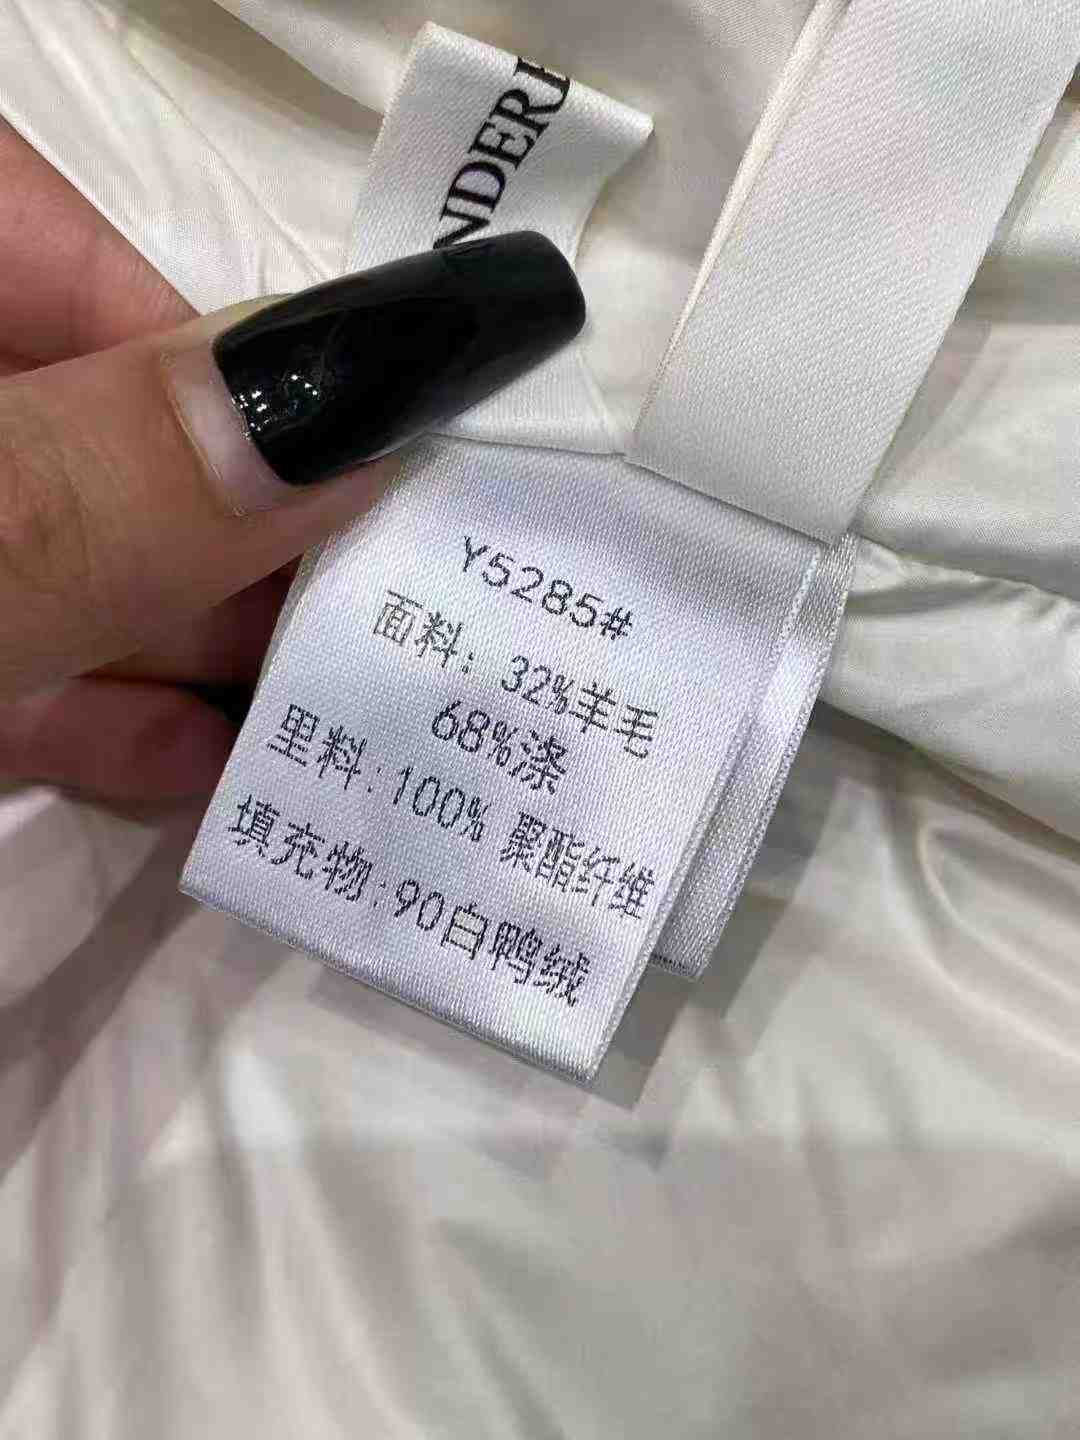 NDER
Y5285#
面料: 32%羊毛
68%涤
里料:100% 聚酯纤维
填充物:90白鸭绒